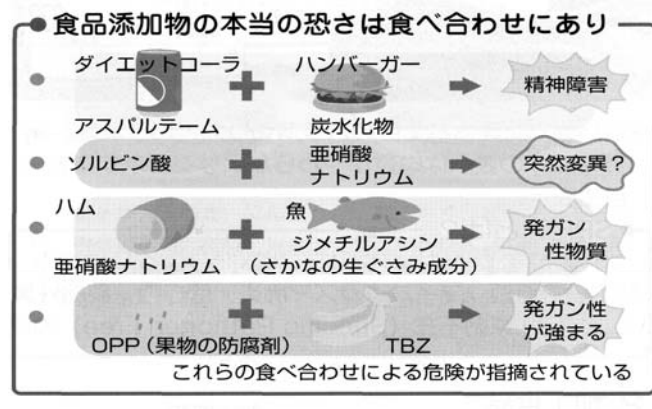 食品添加物の本当の恐さは食べ合わせにあり
ダイエットコーラ ハンバーガー
精神障害
アスパルテーム 炭水化物
ソルビン酸
亜硝酸
ナトリウム
突然変異？
ハム 魚
ジメチルアシン
亜硝酸ナトリウム （さかなの生ぐさみ成分）
発ガン
性物質
OPP（果物の防腐剤） TBZ
発ガン性
が強まる
これらの食べ合わせによる危険が指摘されている